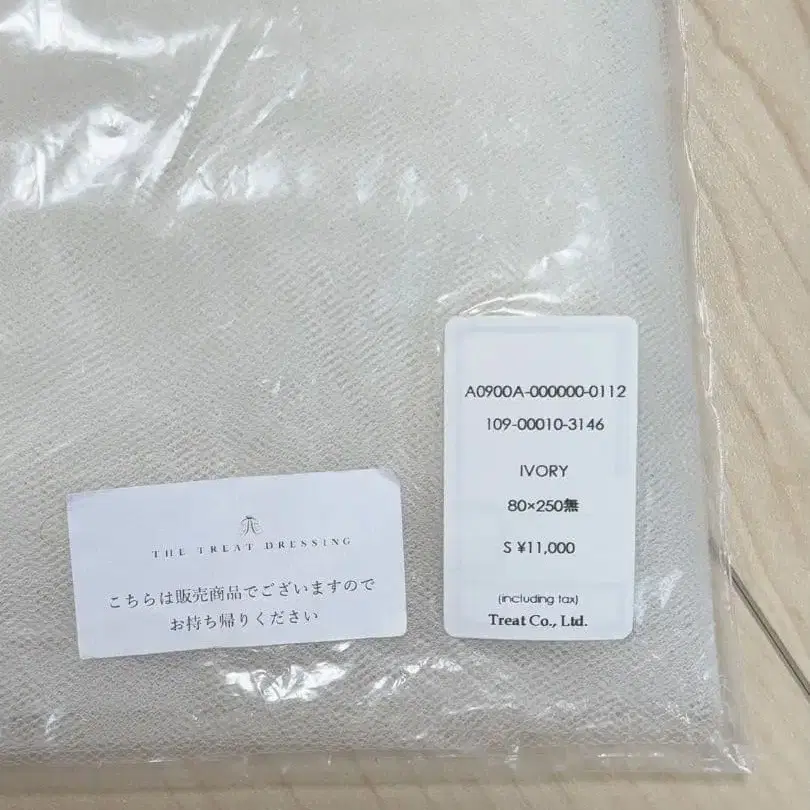 THE TREAT DRESSING
こちらは販売商品でございますので
お持ち帰りください
A0900A-000000-0112
109-00010-3146
IVORY
80×250無
S ¥11,000
(including tax)
Treat Co., Ltd.